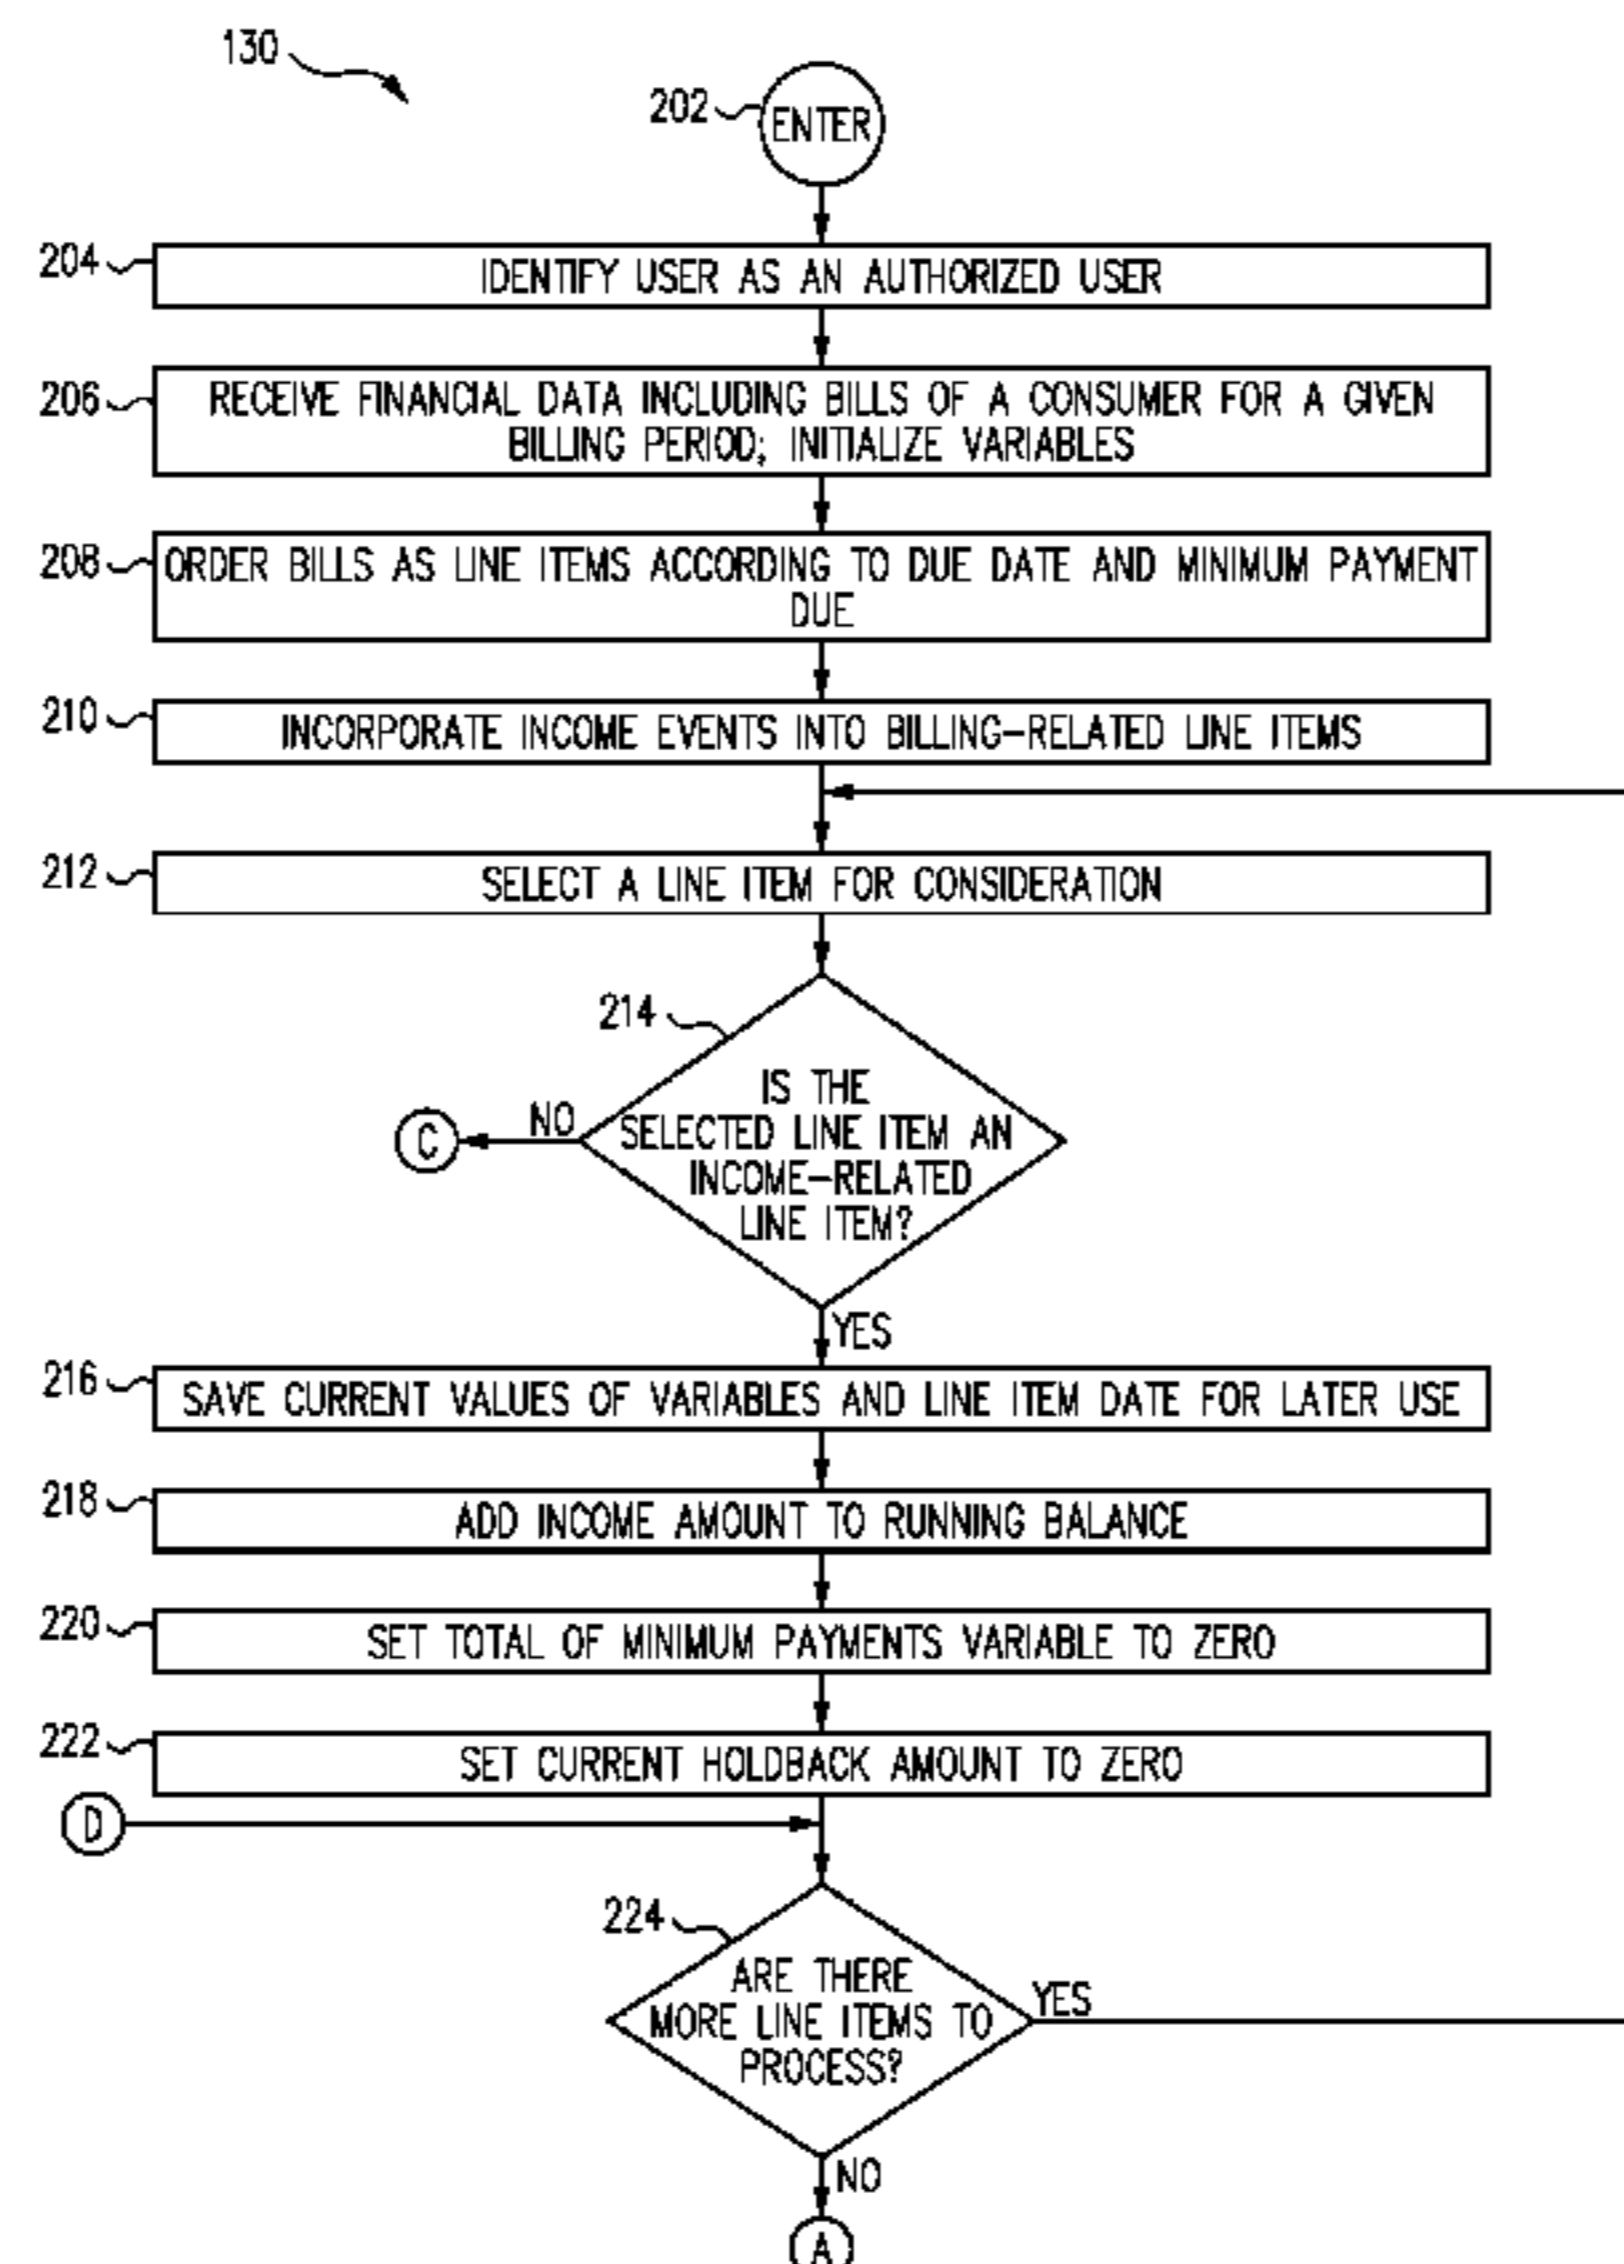 130
202
ENTER
204
IDENTIFY USER AS AN AUTHORIZED USER
206
RECEIVE FINANCIAL DATA INCLUDING BILLS OF A CONSUMER FOR A GIVEN
BILLING PERIOD; INITIALIZE VARIABLES
208
ORDER BILLS AS LINE ITEMS ACCORDING TO DUE DATE AND MINIMUM PAYMENT
DUE
210
INCORPORATE INCOME EVENTS INTO BILLING-RELATED LINE ITEMS
212
SELECT A LINE ITEM FOR CONSIDERATION
214
IS THE
SELECTED LINE ITEM AN
INCOME-RELATED
LINE ITEM?
NO
C
YES
216
SAVE CURRENT VALUES OF VARIABLES AND LINE ITEM DATE FOR LATER USE
218
ADD INCOME AMOUNT TO RUNNING BALANCE
220
SET TOTAL OF MINIMUM PAYMENTS VARIABLE TO ZERO
222
SET CURRENT HOLDBACK AMOUNT TO ZERO
D
224
ARE THERE
MORE LINE ITEMS TO
PROCESS?
YES
NO
A